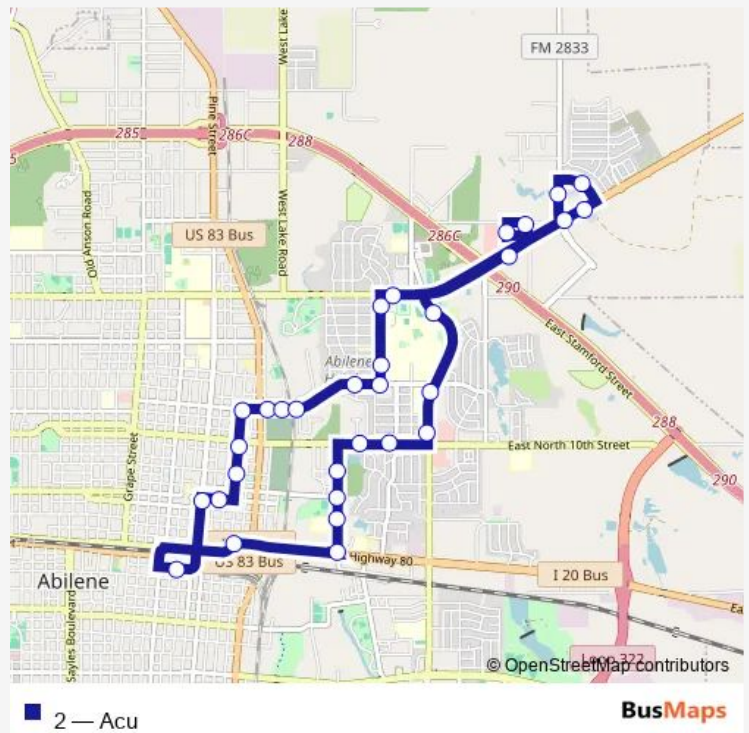 West Lake
FM 2833
Pine Street
285
286C
288
5
Old Anson Road
US 83 Bus
West Lake Road
286C
290
East Stamford Street
Abilene
288
Grape Street
East North 10th Street
290
US 83 Bus
Highway 80
I 20 Bus
Abilene
Ea
Sayles Boulevard
Loop 322
© OpenStreetMap contributors
2 — Acu
BusMaps